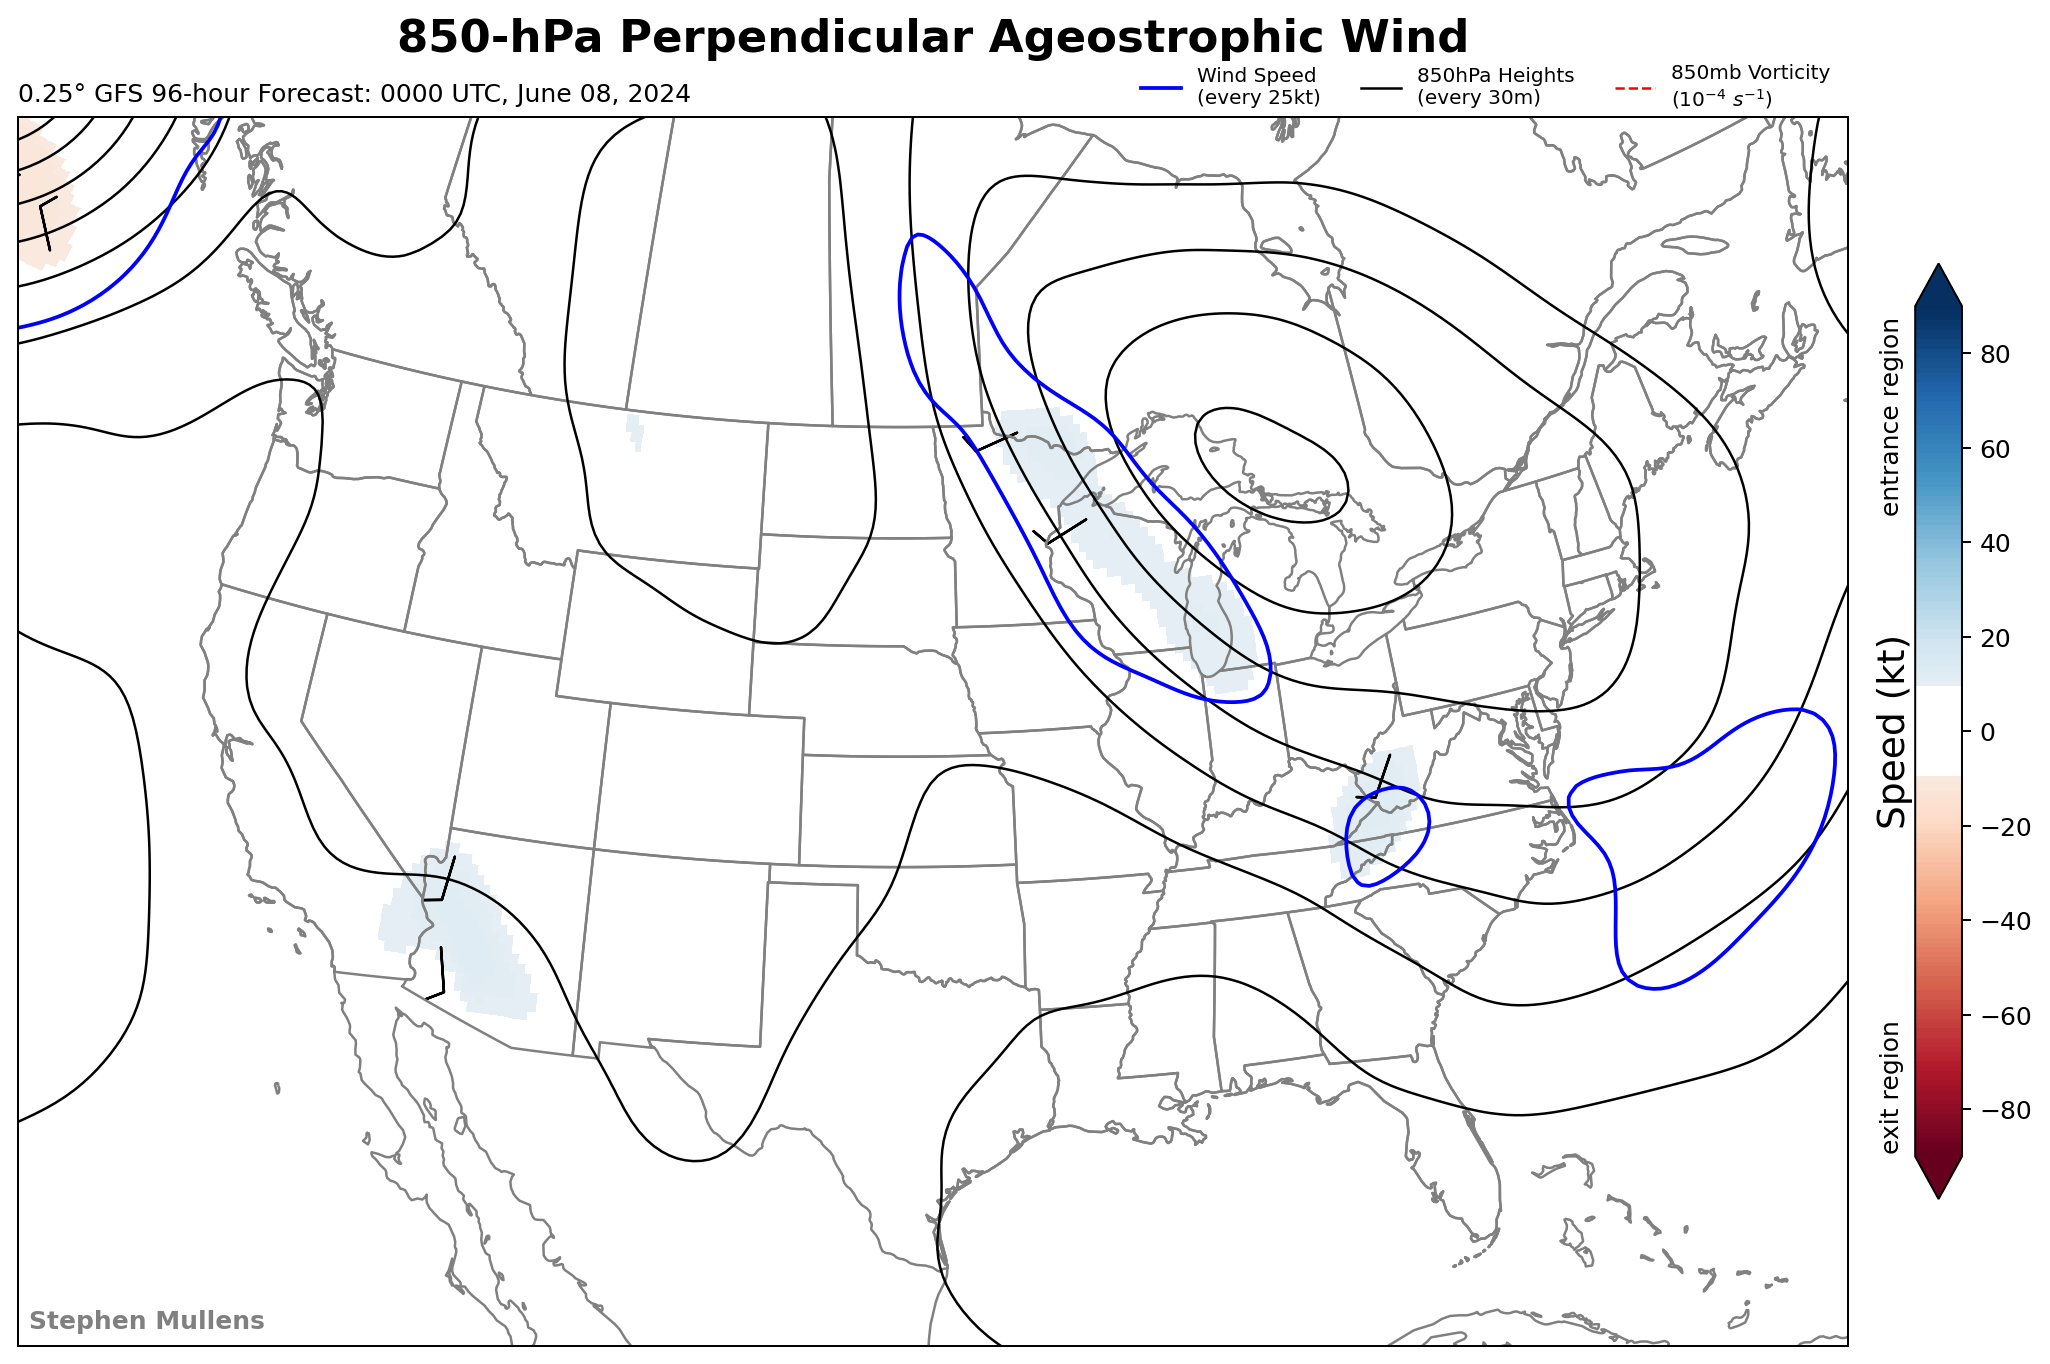 850-hPa Perpendicular Ageostrophic Wind
0.25° GFS 96-hour Forecast: 0000 UTC, June 08, 2024
Wind Speed
(every 25kt)
850hPa Heights
(every 30m)
850mb Vorticity
(10⁻⁴ s⁻¹)
entrance region
Speed (kt)
exit region
80
60
40
20
0
−20
−40
−60
−80
Stephen Mullens